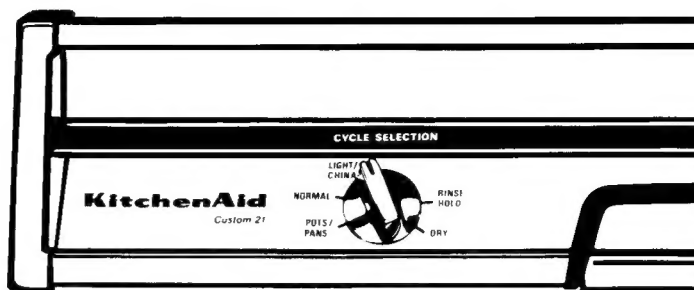 CYCLE SELECTION
LIGHT/
CHINA
NORMAL
RINSE
HOLD
KitchenAid
Custom 21
POTS/
PANS
DRY